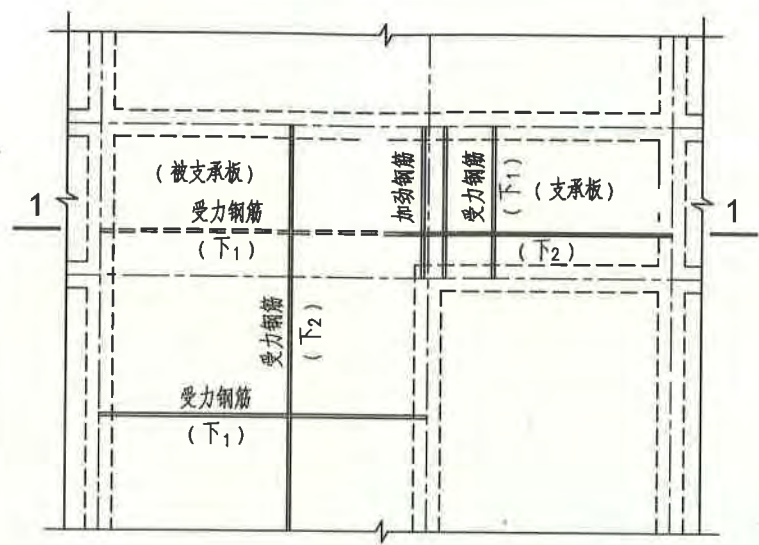 (被支承板)
受力钢筋
(下1)
加劲钢筋
受力钢筋
(下1)
(支承板)
(下2)
1
1
受力钢筋
(下2)
受力钢筋
(下1)